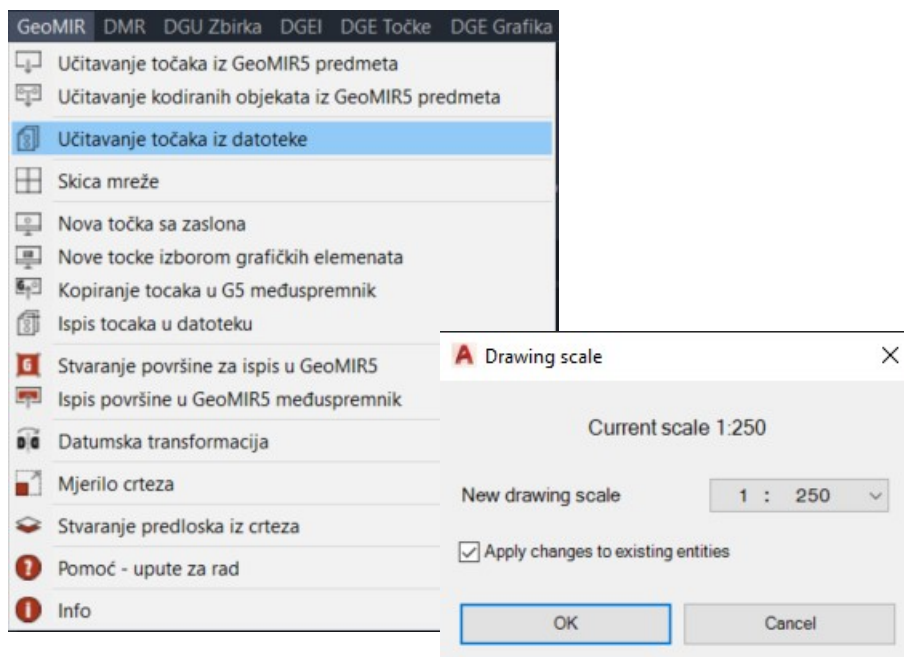 GeoMIR DMR DGU Zbirka DGEI DGE Točke DGE Grafika
Učitavanje točaka iz GeoMIR5 predmeta
Učitavanje kodiranih objekata iz GeoMIR5 predmeta
Učitavanje točaka iz datoteke
Skica mreže
Nova točka sa zaslona
Nove tocke izborom grafičkih elemenata
Kopiranje tocaka u G5 međuspremnik
Ispis tocaka u datoteku
Stvaranje površine za ispis u GeoMIR5
Ispis površine u GeoMIR5 međuspremnik
Datumska transformacija
Mjerilo crteza
Stvaranje predloska iz crteza
Pomoć - upute za rad
Info
Drawing scale
Current scale 1:250
New drawing scale 1 : 250
Apply changes to existing entities
OK Cancel